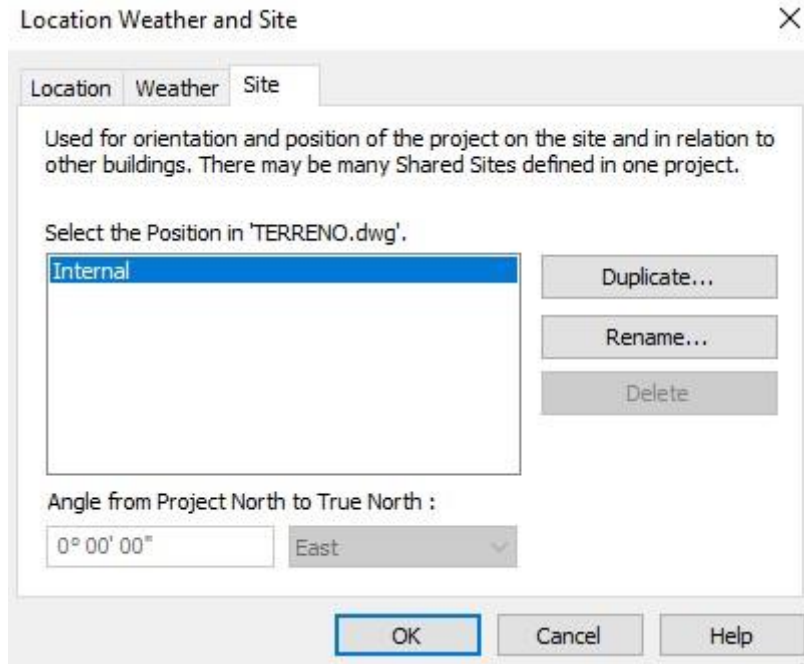 Location Weather and Site
Location
Weather
Site
Used for orientation and position of the project on the site and in relation to
other buildings. There may be many Shared Sites defined in one project.
Select the Position in 'TERRENO.dwg'.
Internal
Duplicate...
Rename...
Delete
Angle from Project North to True North :
0° 00' 00"
East
OK
Cancel
Help